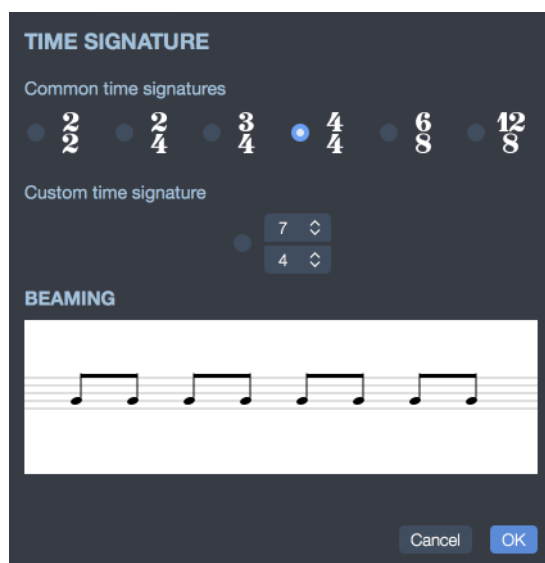 TIME SIGNATURE
Common time signatures
2 2 3 4 6 12
2 4 4 4 8 8
Custom time signature
7
4
BEAMING
Cancel OK